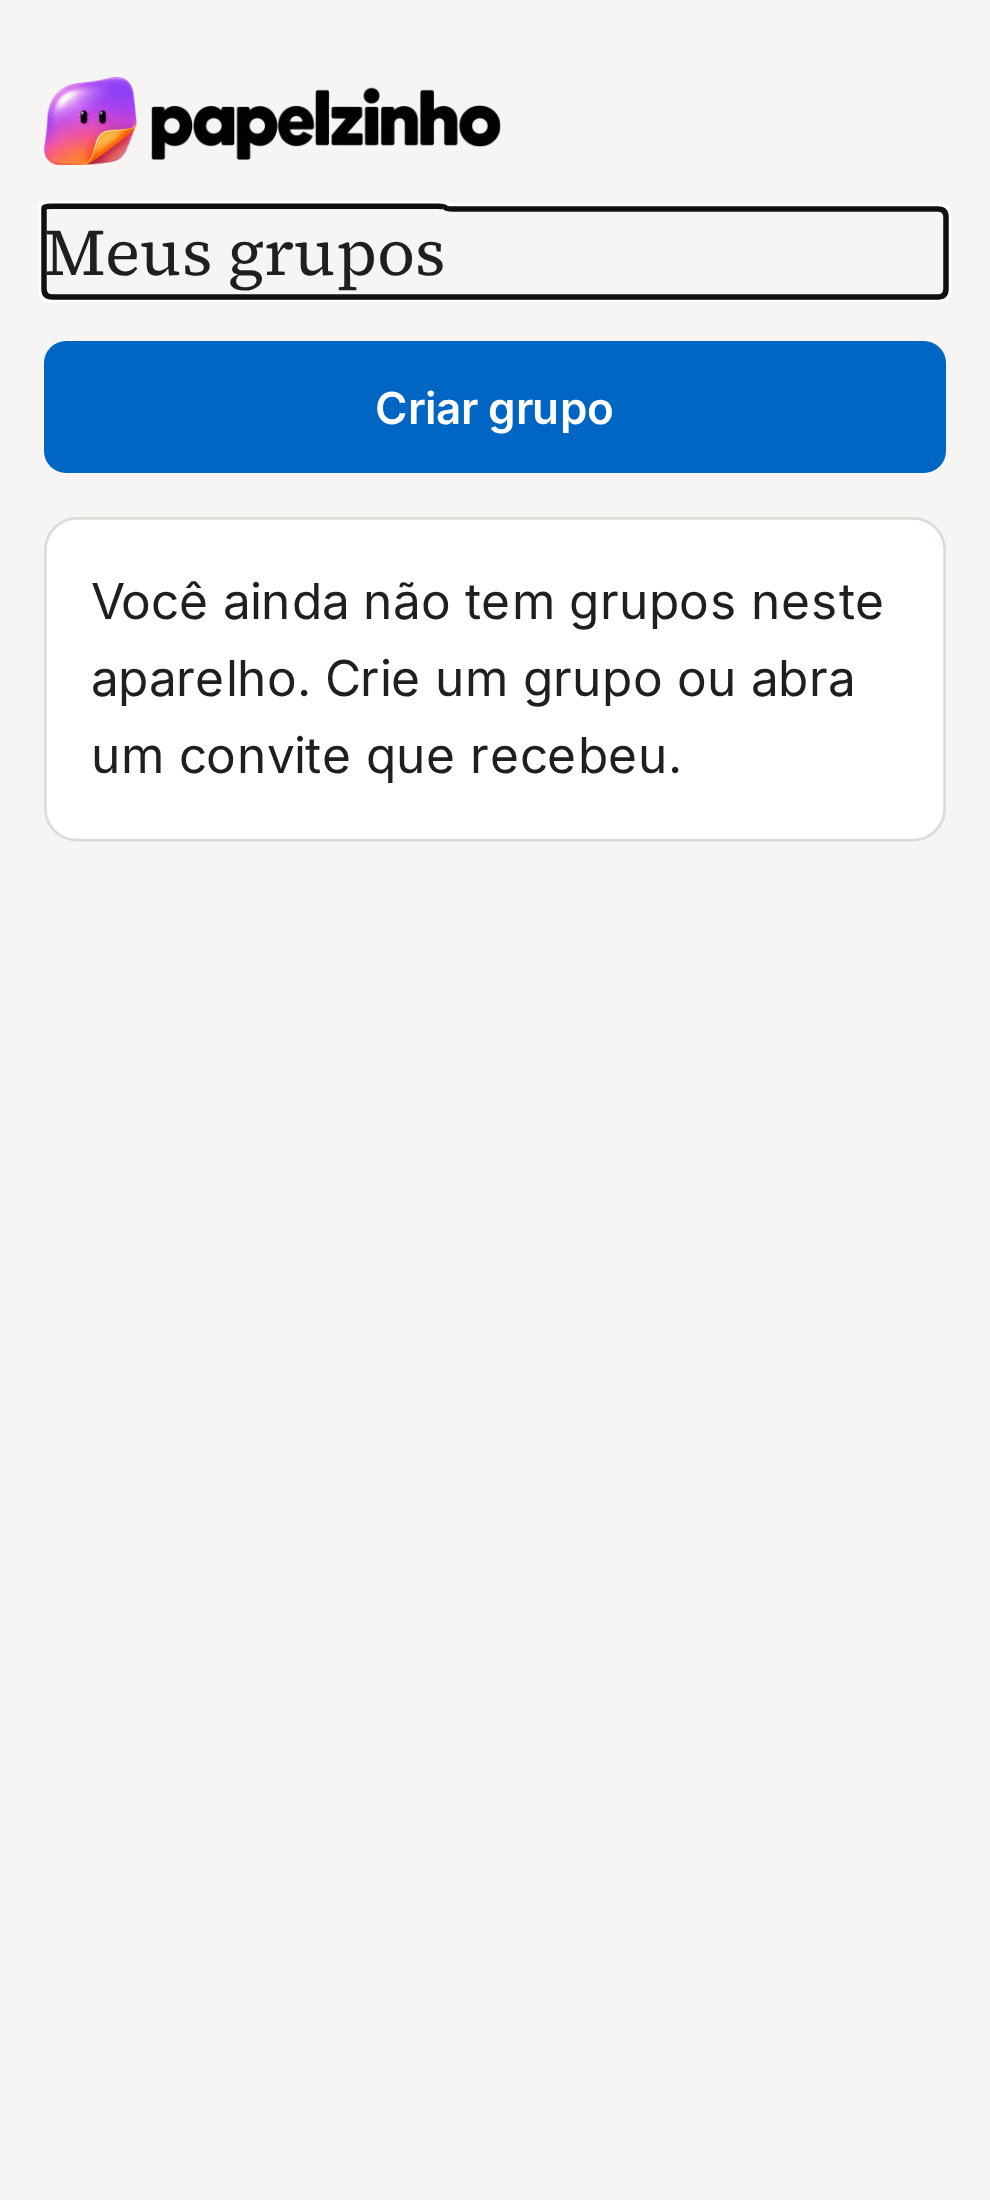 papelzinho
Meus grupos
Criar grupo
Você ainda não tem grupos neste
aparelho. Crie um grupo ou abra
um convite que recebeu.